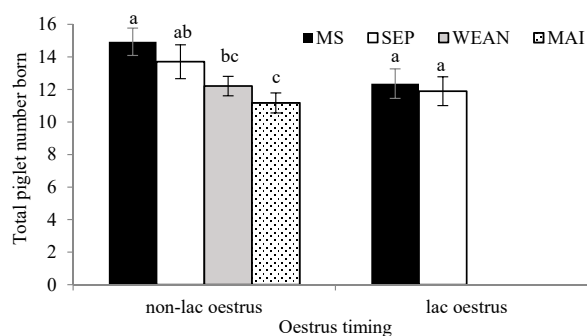 16
14
12
10
8
6
4
2
0
Total piglet number born
MS SEP WEAN MAI
a
ab
bc
c
a
a
non-lac oestrus lac oestrus
Oestrus timing